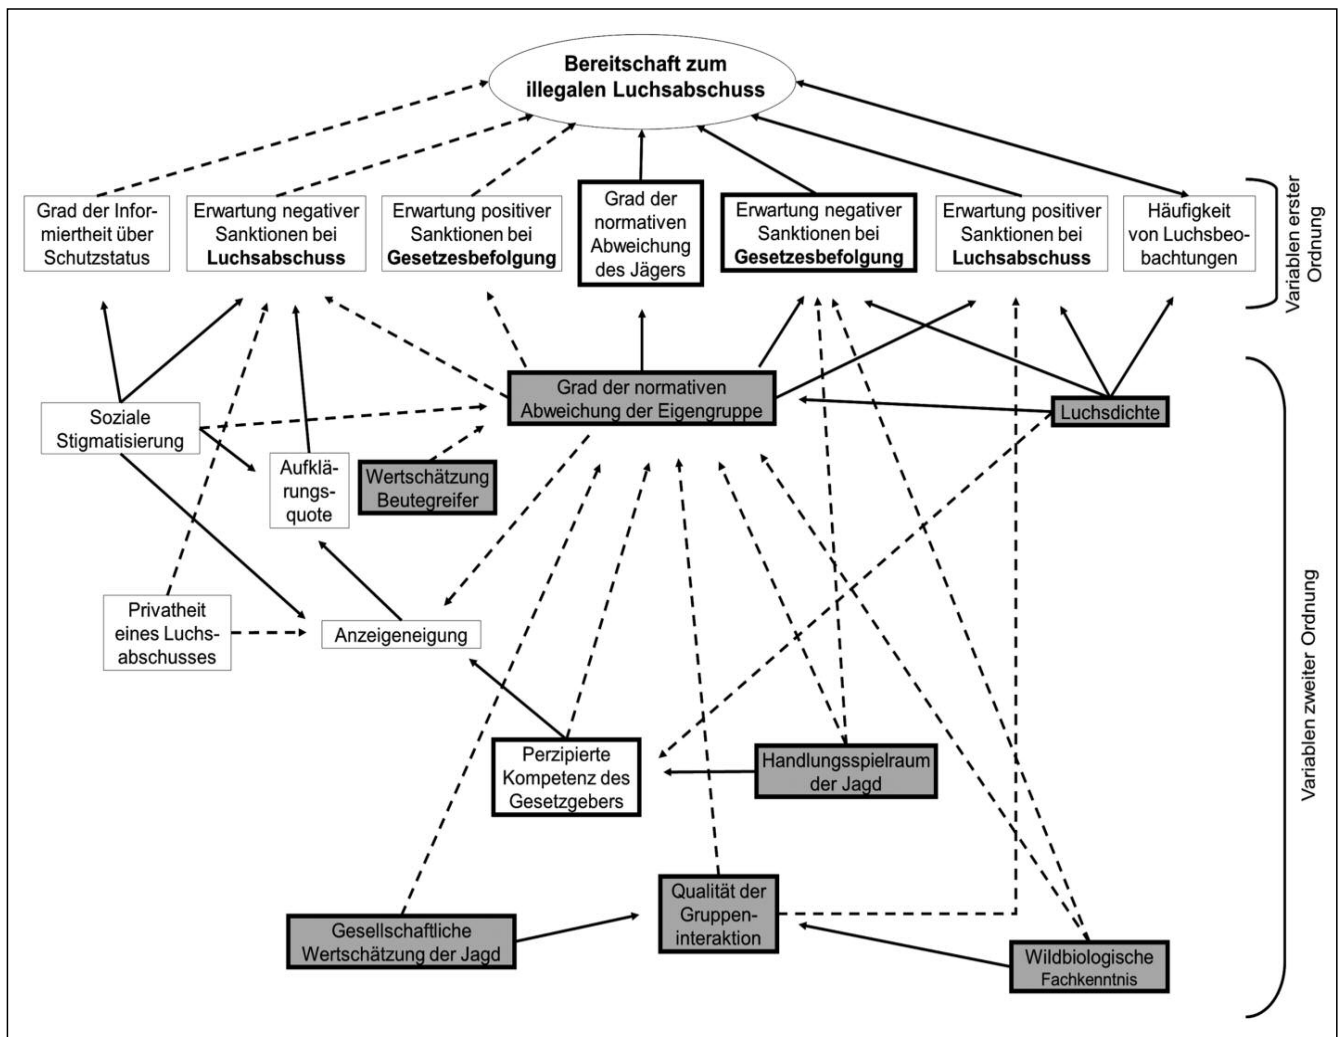 Bereitschaft zum
illegalen Luchsabschuss
Grad der Infor-
miertheit über
Schutzstatus
Erwartung negativer
Sanktionen bei
Luchsabschuss
Erwartung positiver
Sanktionen bei
Gesetzesbefolgung
Grad der
normativen
Abweichung
des Jägers
Erwartung negativer
Sanktionen bei
Gesetzesbefolgung
Erwartung positiver
Sanktionen bei
Luchsabschuss
Häufigkeit
von Luchsbeo-
bachtungen
Variablen erster
Ordnung
Grad der normativen
Abweichung der Eigengruppe
Luchsdichte
Soziale
Stigmatisierung
Aufklä-
rungs-
quote
Wertschätzung
Beutegreifer
Privatheit
eines Luchs-
abschusses
Anzeigeneigung
Variablen zweiter Ordnung
Perzipierte
Kompetenz des
Gesetzgebers
Handlungsspielraum
der Jagd
Qualität der
Gruppen-
interaktion
Gesellschaftliche
Wertschätzung der Jagd
Wildbiologische
Fachkenntnis